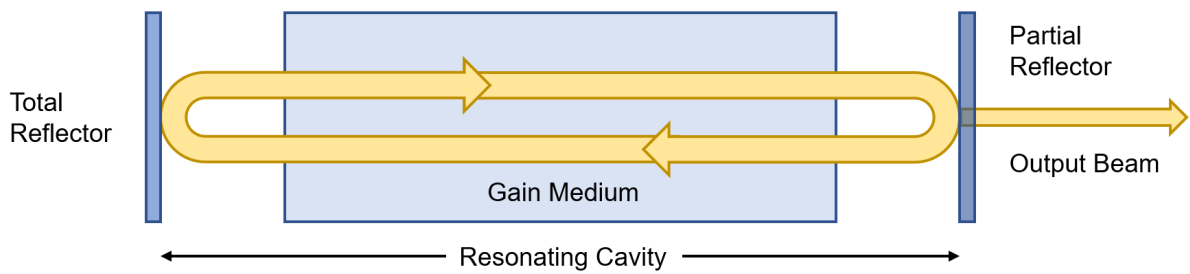 Total
Reflector
Gain Medium
Resonating Cavity
Partial
Reflector
Output Beam